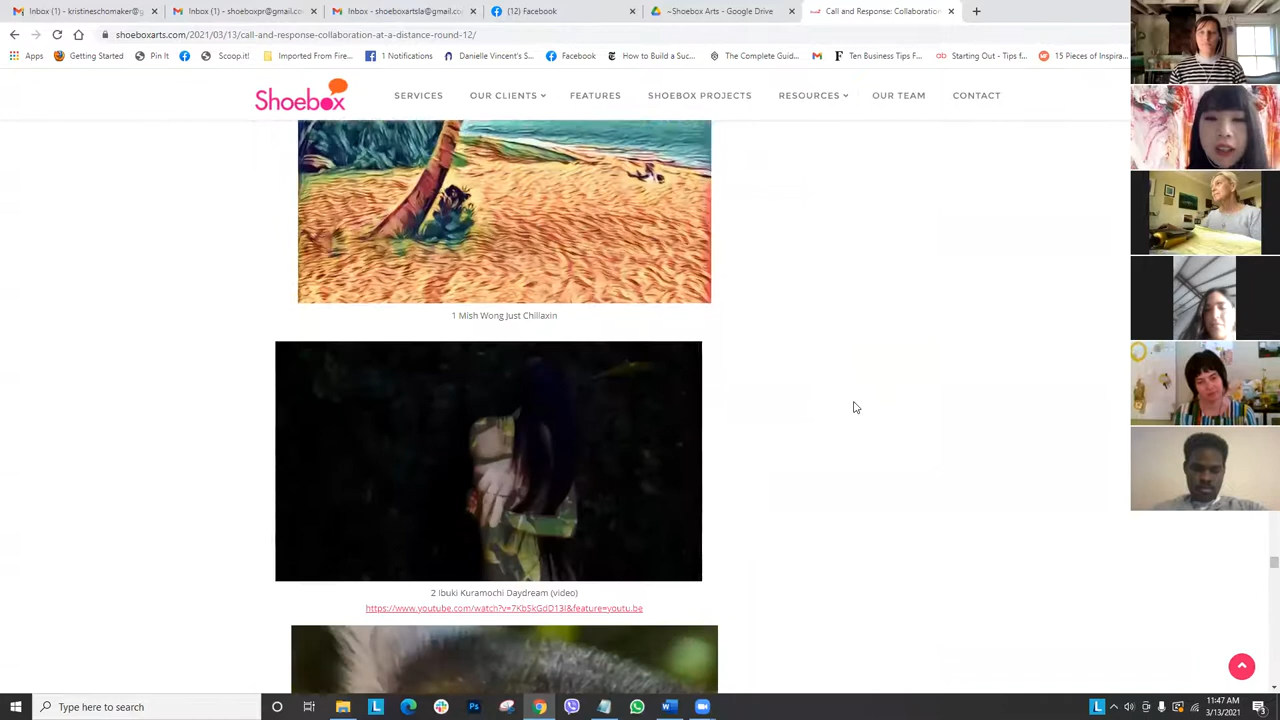 Inbox (1) - kristineschomaker@g
Inbox (1) - shoeboxpr@gmail.com
Inbox - shoeboxartsla@gmail.com
(12) Facebook
~Shoebox Arts - Google Drive
Call and Response: Collaboration
shoeboxarts.com/2021/03/13/call-and-response-collaboration-at-a-distance-round-12/
Apps
Getting Started
Pin It
Scoop.it!
Imported From Fire...
1 Notifications
Danielle Vincent's S...
Facebook
How to Build a Suc...
The Complete Guid...
Ten Business Tips F...
Starting Out - Tips f...
15 Pieces of Inspira...
Shoebox
SERVICES
OUR CLIENTS
FEATURES
SHOEBOX PROJECTS
RESOURCES
OUR TEAM
CONTACT
1 Mish Wong Just Chillaxin
2 Ibuki Kuramochi Daydream (video)
https://www.youtube.com/watch?v=7KbSkGdD13I&feature=youtu.be
Type here to search
11:47 AM
3/13/2021